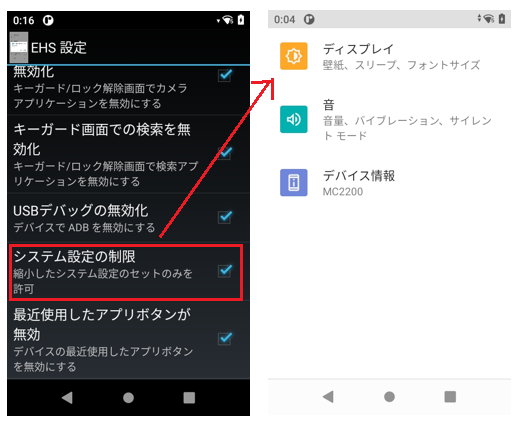 0:16
EHS 設定
無効化
キーガード/ロック解除画面でカメラ
アプリケーションを無効にする
キーガード画面での検索を無
効化
キーガード/ロック解除画面で検索アプ
リケーションを無効にする
USBデバッグの無効化
デバイスで ADB を無効にする
システム設定の制限
縮小したシステム設定のセットのみを
許可
最近使用したアプリボタンが
無効
デバイスの最近使用したアプリボタン
を無効にする
0:04
ディスプレイ
壁紙、スリープ、フォントサイズ
音
音量、バイブレーション、サイレン
ト モード
デバイス情報
MC2200